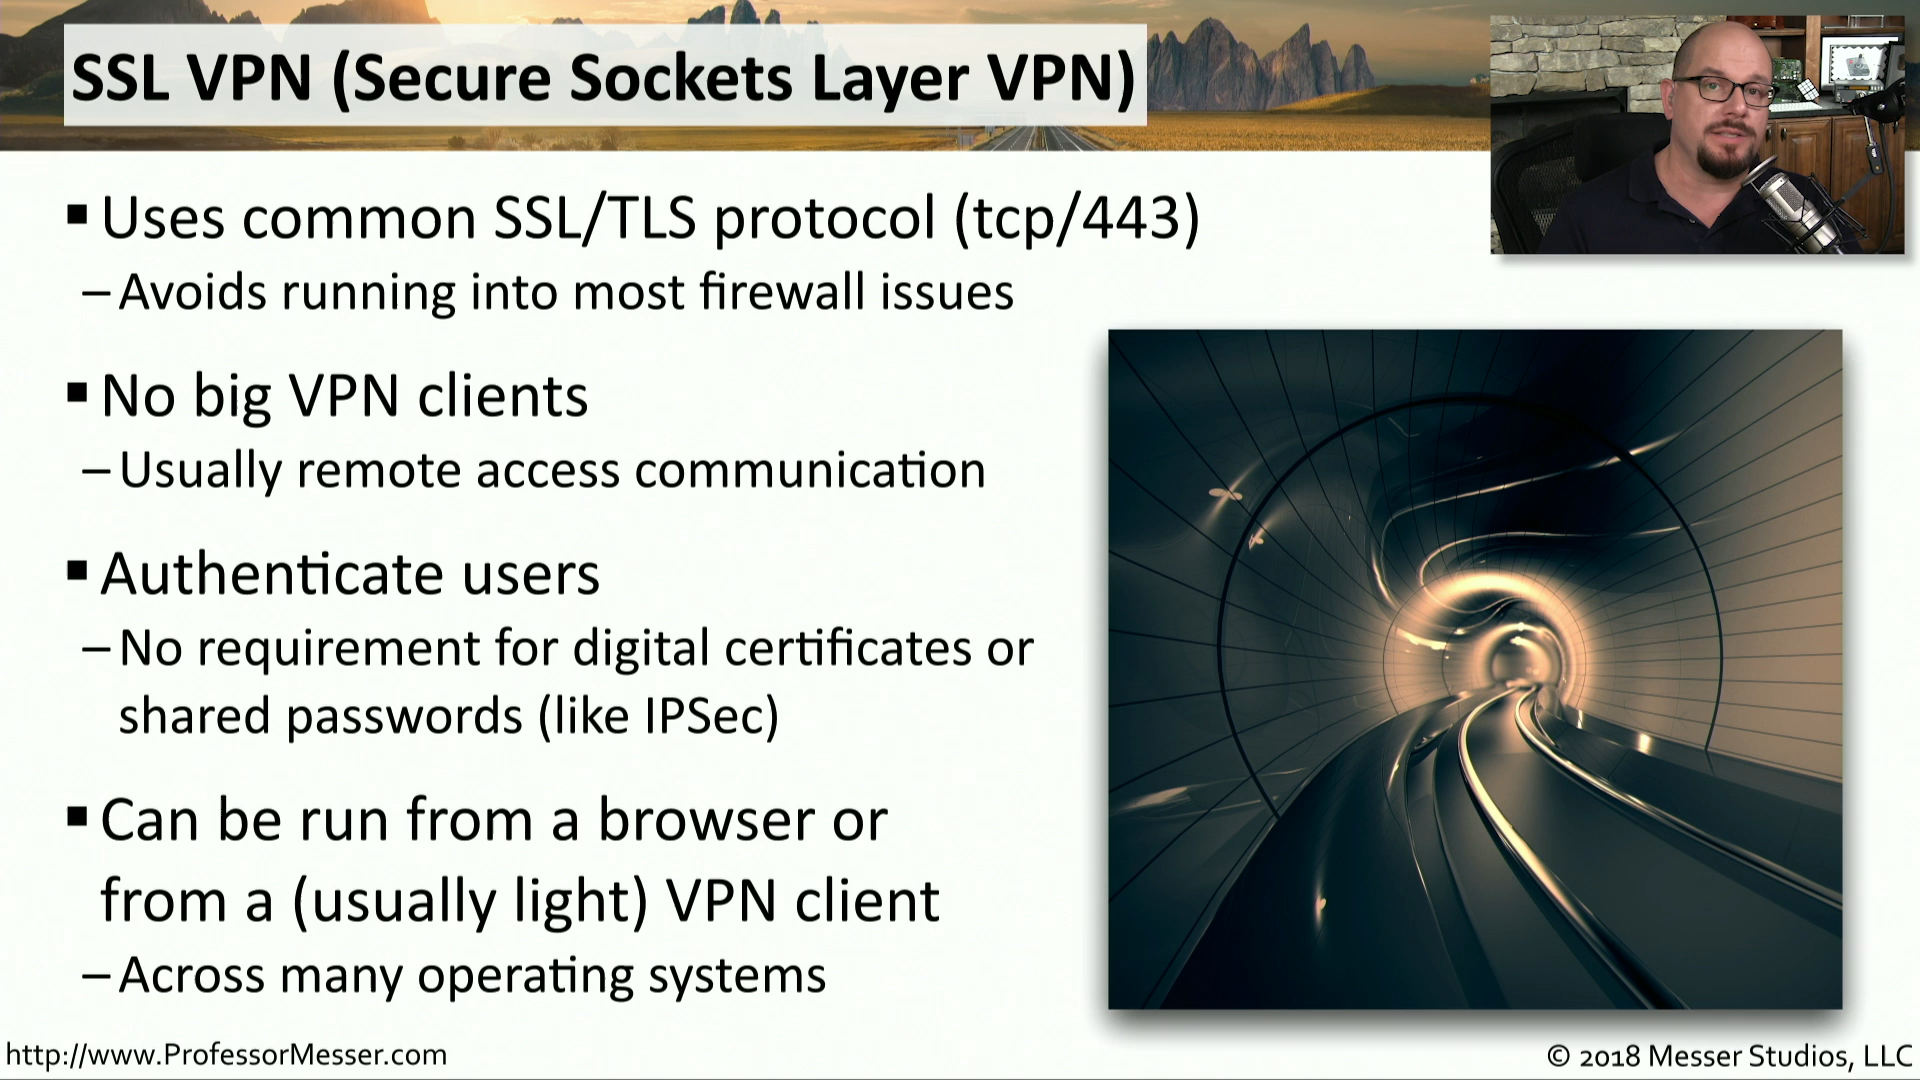 SSL VPN (Secure Sockets Layer VPN)
▪ Uses common SSL/TLS protocol (tcp/443)
– Avoids running into most firewall issues
▪ No big VPN clients
– Usually remote access communication
▪ Authenticate users
– No requirement for digital certificates or
shared passwords (like IPSec)
▪ Can be run from a browser or
from a (usually light) VPN client
– Across many operating systems
http://www.ProfessorMesser.com
© 2018 Messer Studios, LLC